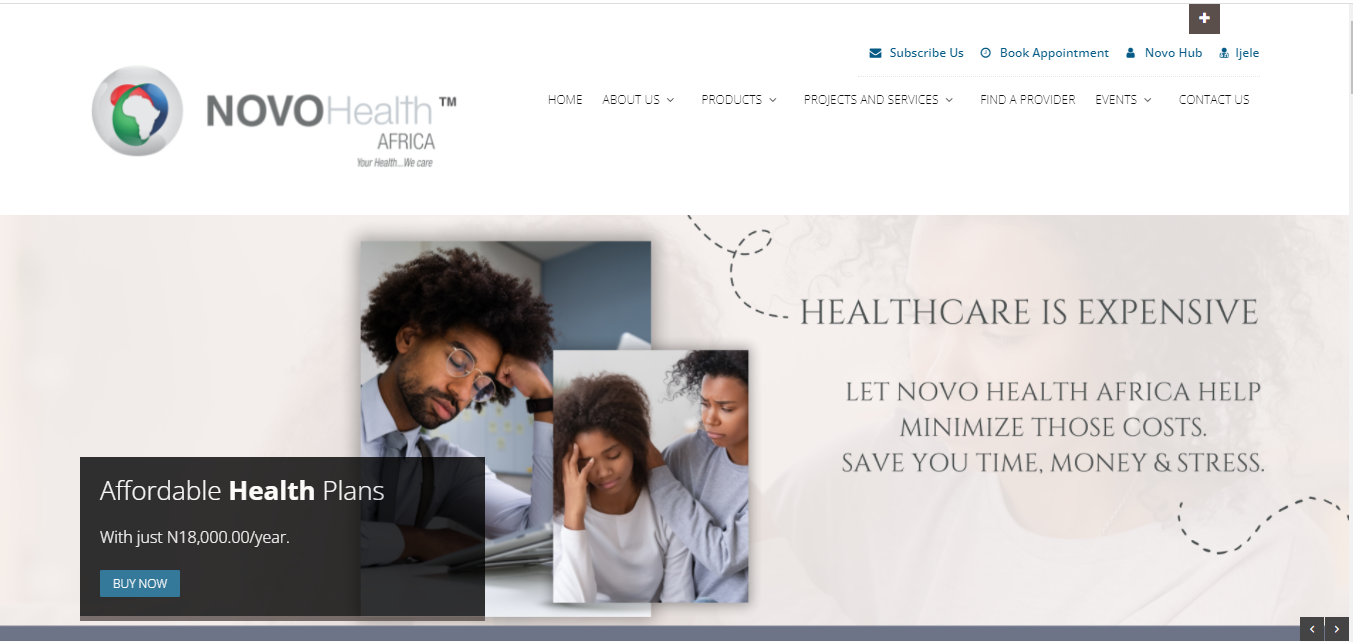 Subscribe Us Book Appointment Novo Hub Ijele
NOVOHealth™
AFRICA
Your Health...We care
HOME ABOUT US PRODUCTS PROJECTS AND SERVICES FIND A PROVIDER EVENTS CONTACT US
HEALTHCARE IS EXPENSIVE
LET NOVO HEALTH AFRICA HELP
MINIMIZE THOSE COSTS.
SAVE YOU TIME, MONEY & STRESS.
Affordable Health Plans
With just N18,000.00/year.
BUY NOW